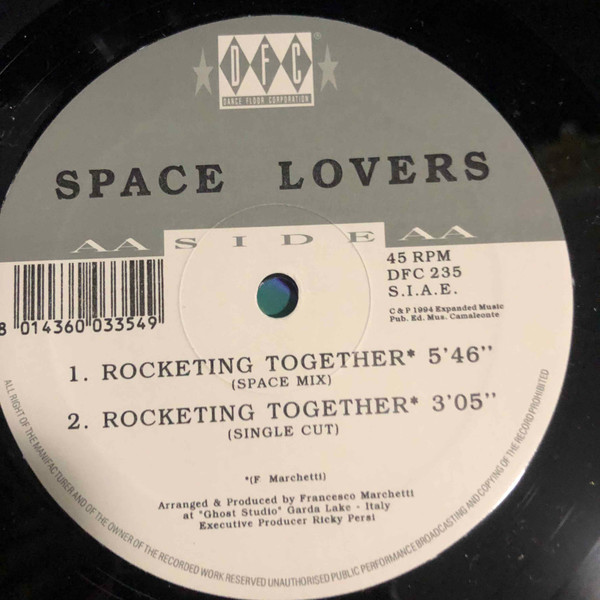 DFC
DANCE FLOOR CORPORATION
SPACE LOVERS
AA SIDE AA
45 RPM
DFC 235
S.I.A.E.
C & P 1994 Expanded Music
Pub. Ed. Mus. Camaleonte
8 014360 033549
1. ROCKETING TOGETHER* 5'46"
(SPACE MIX)
2. ROCKETING TOGETHER* 3'05"
(SINGLE CUT)
*(F. Marchetti)
Arranged & Produced by Francesco Marchetti
at "Ghost Studio" Garda Lake - Italy
Executive Producer Ricky Persi
ALL RIGHT OF THE MANUFACTURER AND OF THE OWNER OF THE RECORDED WORK RESERVED UNAUTHORISED PUBLIC PERFORMANCE BROADCASTING AND COPYING OF THE RECORD PROHIBITED